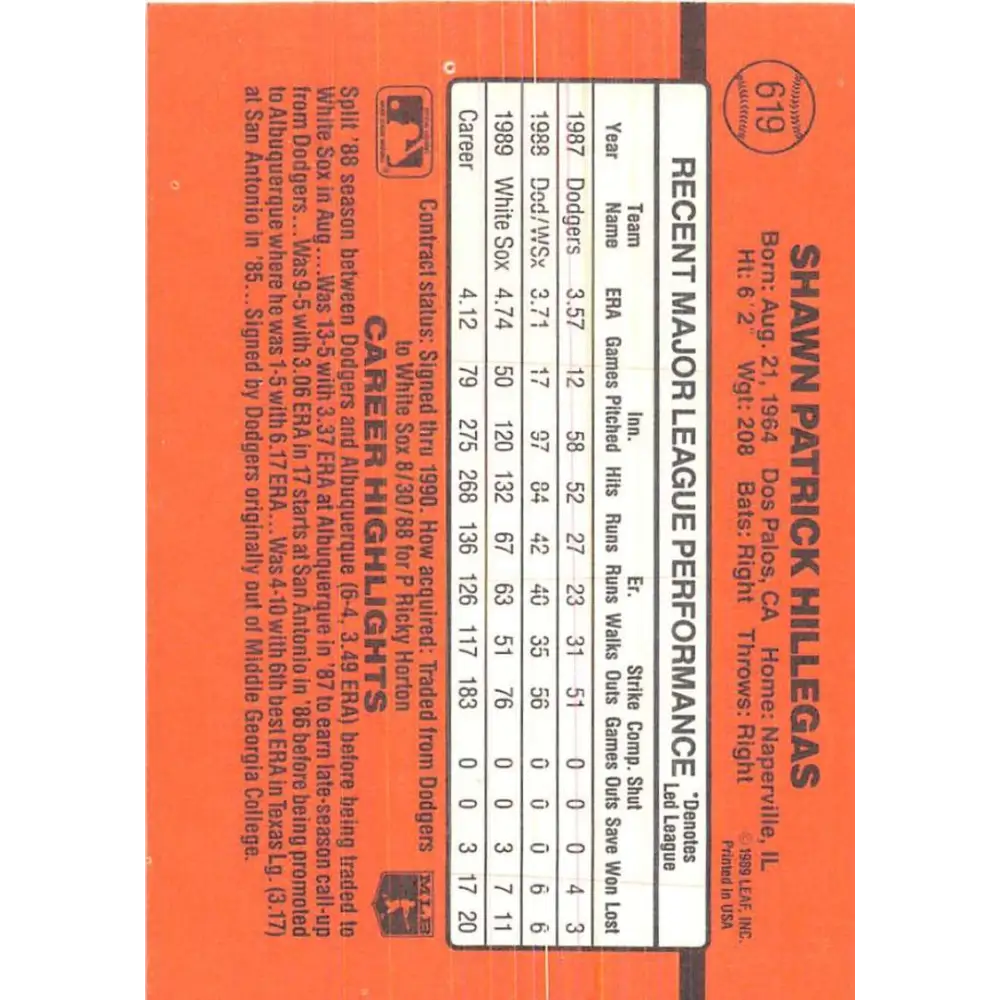 619
SHAWN PATRICK HILLEGAS
Born: Aug. 21, 1964 Dos Palos, CA Home: Naperville, IL
Ht: 6'2" Wgt: 208 Bats: Right Throws: Right
© 1989 LEAF, INC.
Printed in USA
RECENT MAJOR LEAGUE PERFORMANCE
*Denotes
Led League
Year Team Name ERA Games Inn. Pitched Hits Runs Er. Runs Walks Strike Outs Comp. Games Shut Outs Save Won Lost
1987 Dodgers 3.57 12 58 52 27 23 31 51 0 0 0 4 3
1988 Dod/WSx 3.71 17 97 84 42 40 35 56 0 0 0 6 6
1989 White Sox 4.74 50 120 132 67 63 51 76 0 0 3 7 11
Career 4.12 79 275 268 136 126 117 183 0 0 3 17 20
Contract status: Signed thru 1990. How acquired: Traded from Dodgers
to White Sox 8/30/88 for P Ricky Horton
MLB
CAREER HIGHLIGHTS
Split '88 season between Dodgers and Albuquerque (6-4, 3.49 ERA) before being traded to
White Sox in Aug....Was 13-5 with 3.37 ERA at Albuquerque in '87 to earn late-season call-up
from Dodgers...Was 9-5 with 3.06 ERA in 17 starts at San Antonio in '86 before being promoted
to Albuquerque where he was 1-5 with 6.17 ERA...Was 4-10 with 6th best ERA in Texas Lg. (3.17)
at San Antonio in '85...Signed by Dodgers originally out of Middle Georgia College.